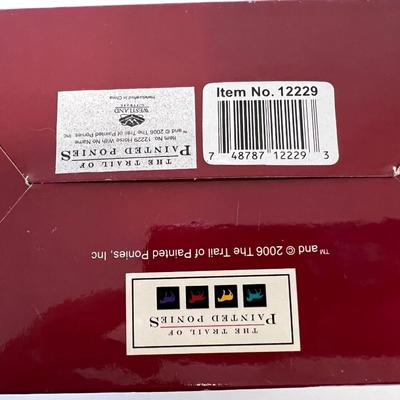 THE TRAIL OF
PAINTED PONIES
Item No. 12229 Horse With No Name
™ and © 2006 The Trail of Painted Ponies, Inc
WESTLAND
GIFTWARE
Handcrafted in China
Item No. 12229
7 48787 12229 3
™ and © 2006 The Trail of Painted Ponies, Inc
THE TRAIL OF
PAINTED PONIES